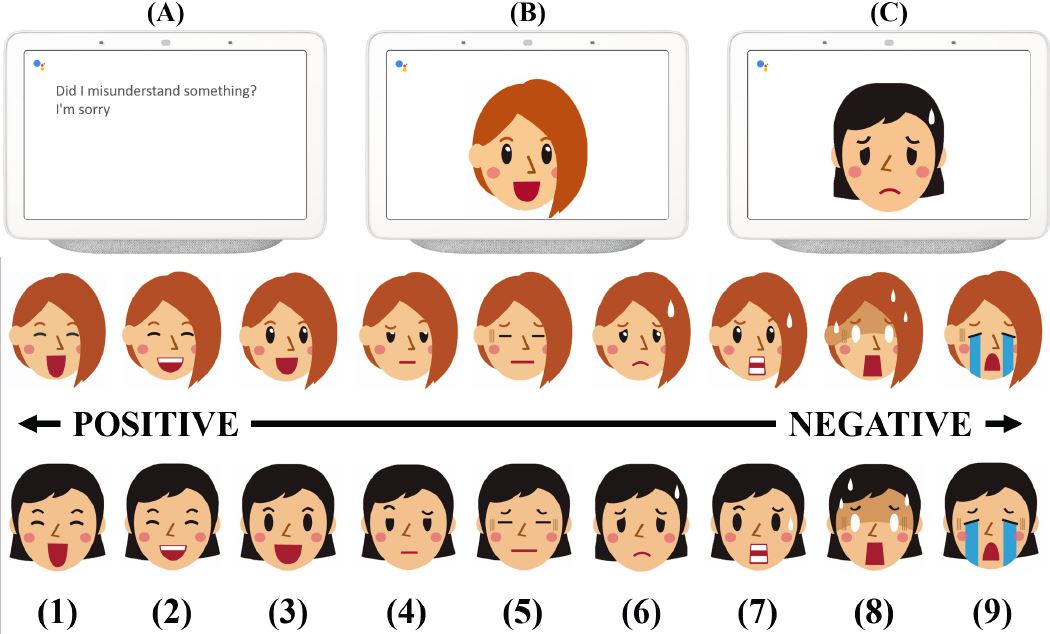 (A) (B) (C)
Did I misunderstand something?
I'm sorry
POSITIVE NEGATIVE
(1) (2) (3) (4) (5) (6) (7) (8) (9)